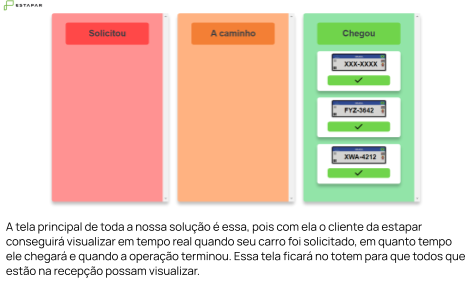 ESTAPAR
Solicitou
A caminho
Chegou
XXX-XXXX
FYZ-3642
XWA-4212
A tela principal de toda a nossa solução é essa, pois com ela o cliente da estapar
conseguirá visualizar em tempo real quando seu carro foi solicitado, em quanto tempo
ele chegará e quando a operação terminou. Essa tela ficará no totem para que todos que
estão na recepção possam visualizar.